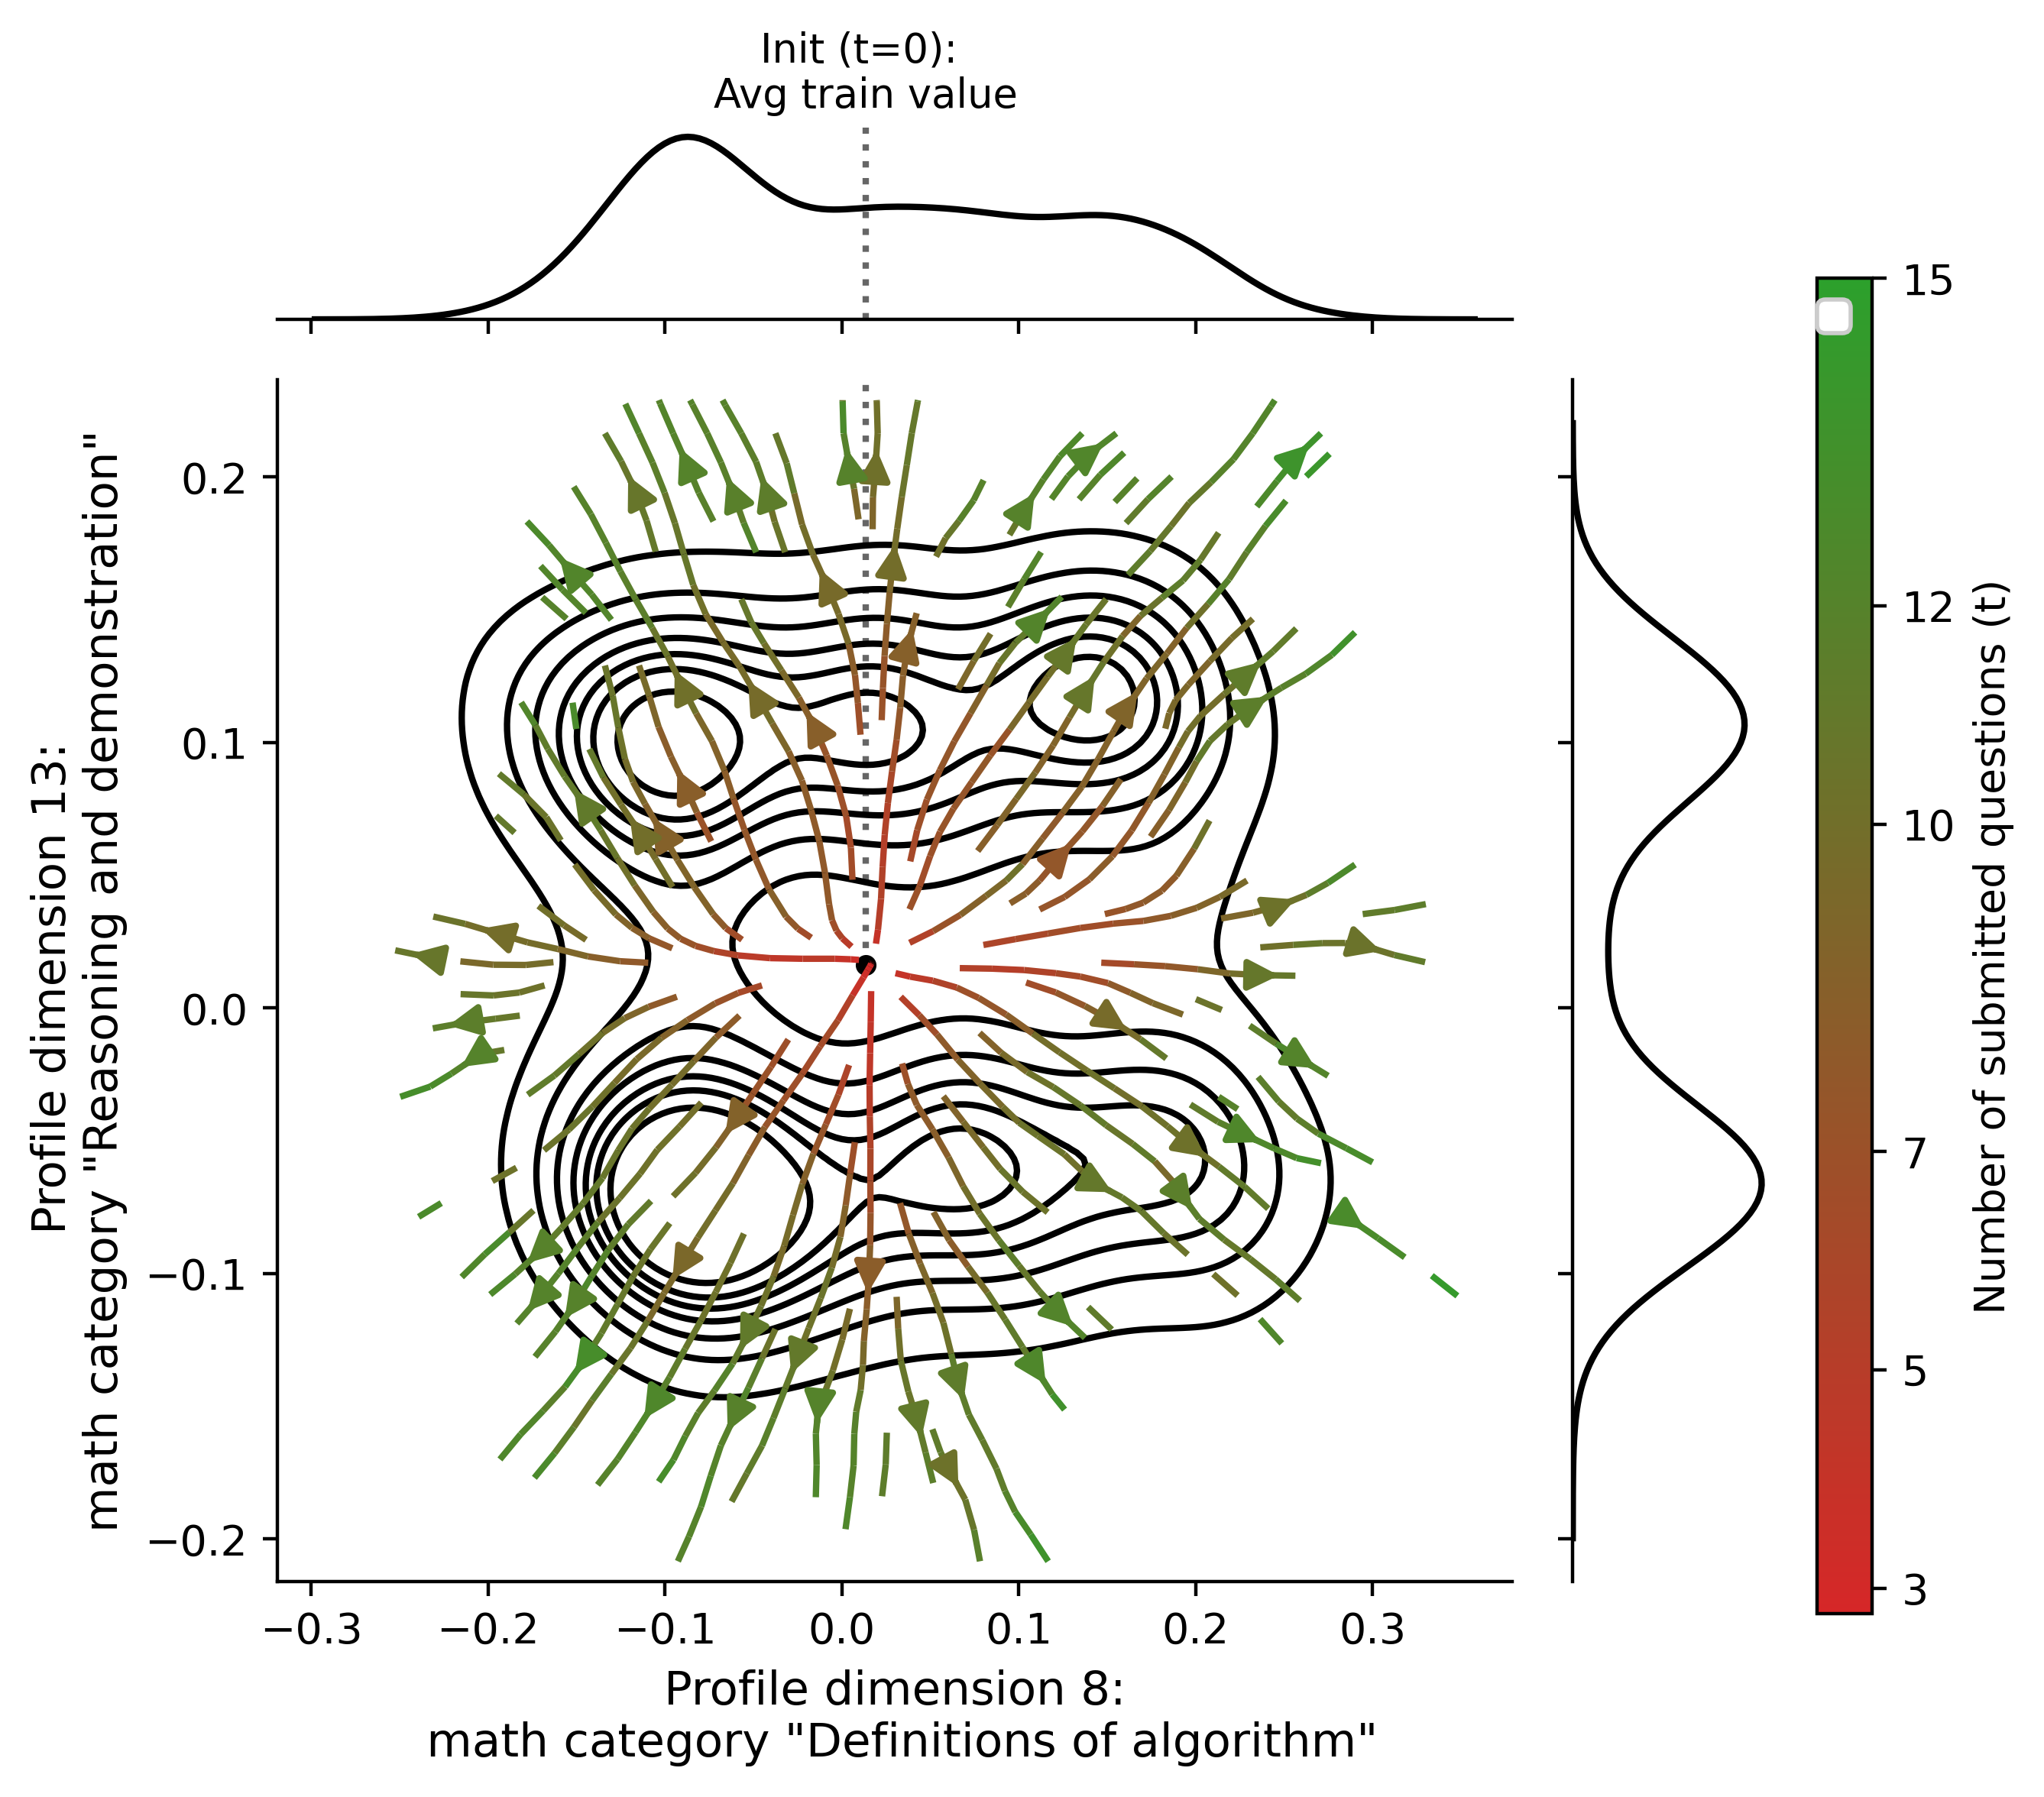 Init (t=0):
Avg train value
Profile dimension 13:
math category "Reasoning and demonstration"
0.2
0.1
0.0
−0.1
−0.2
−0.3
−0.2
−0.1
0.0
0.1
0.2
0.3
Profile dimension 8:
math category "Definitions of algorithm"
15
12
10
7
5
3
Number of submitted questions (t)